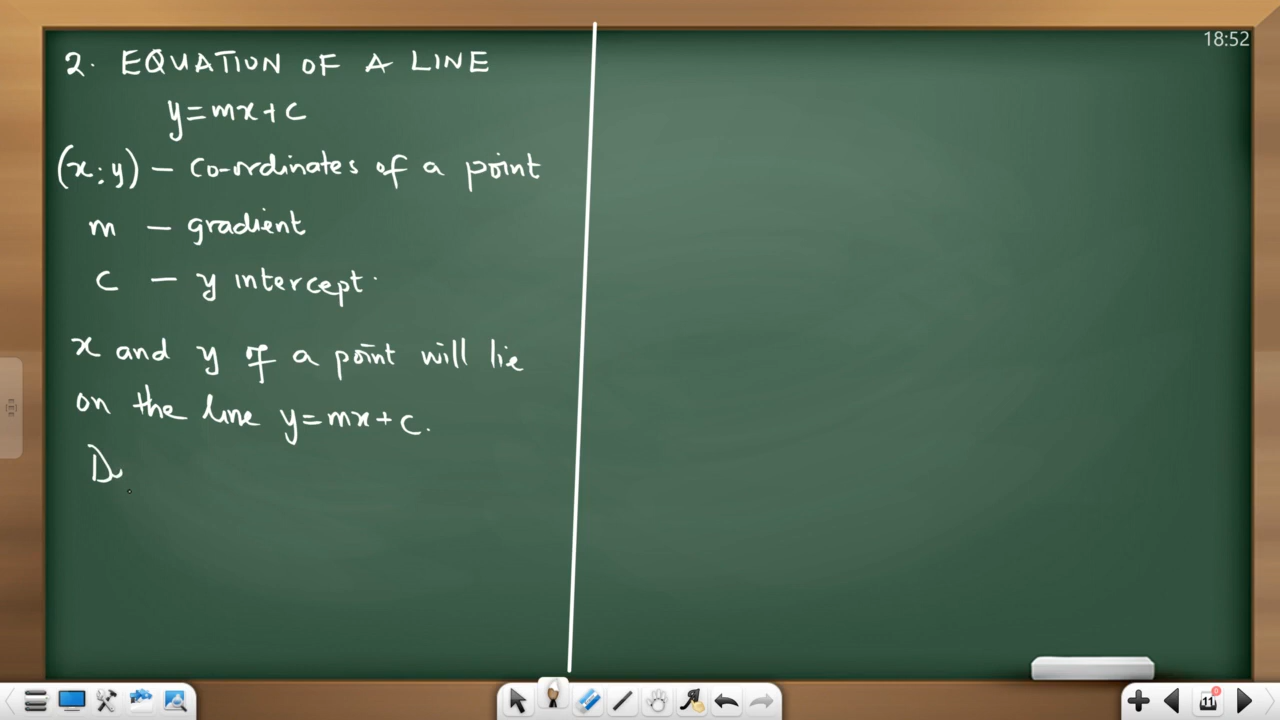 18:52
2. EQUATION OF A LINE
y=mx+c
(x;y) – co-ordinates of a point
m – gradient
c – y intercept.
x and y of a point will lie
on the line y=mx+c.
11